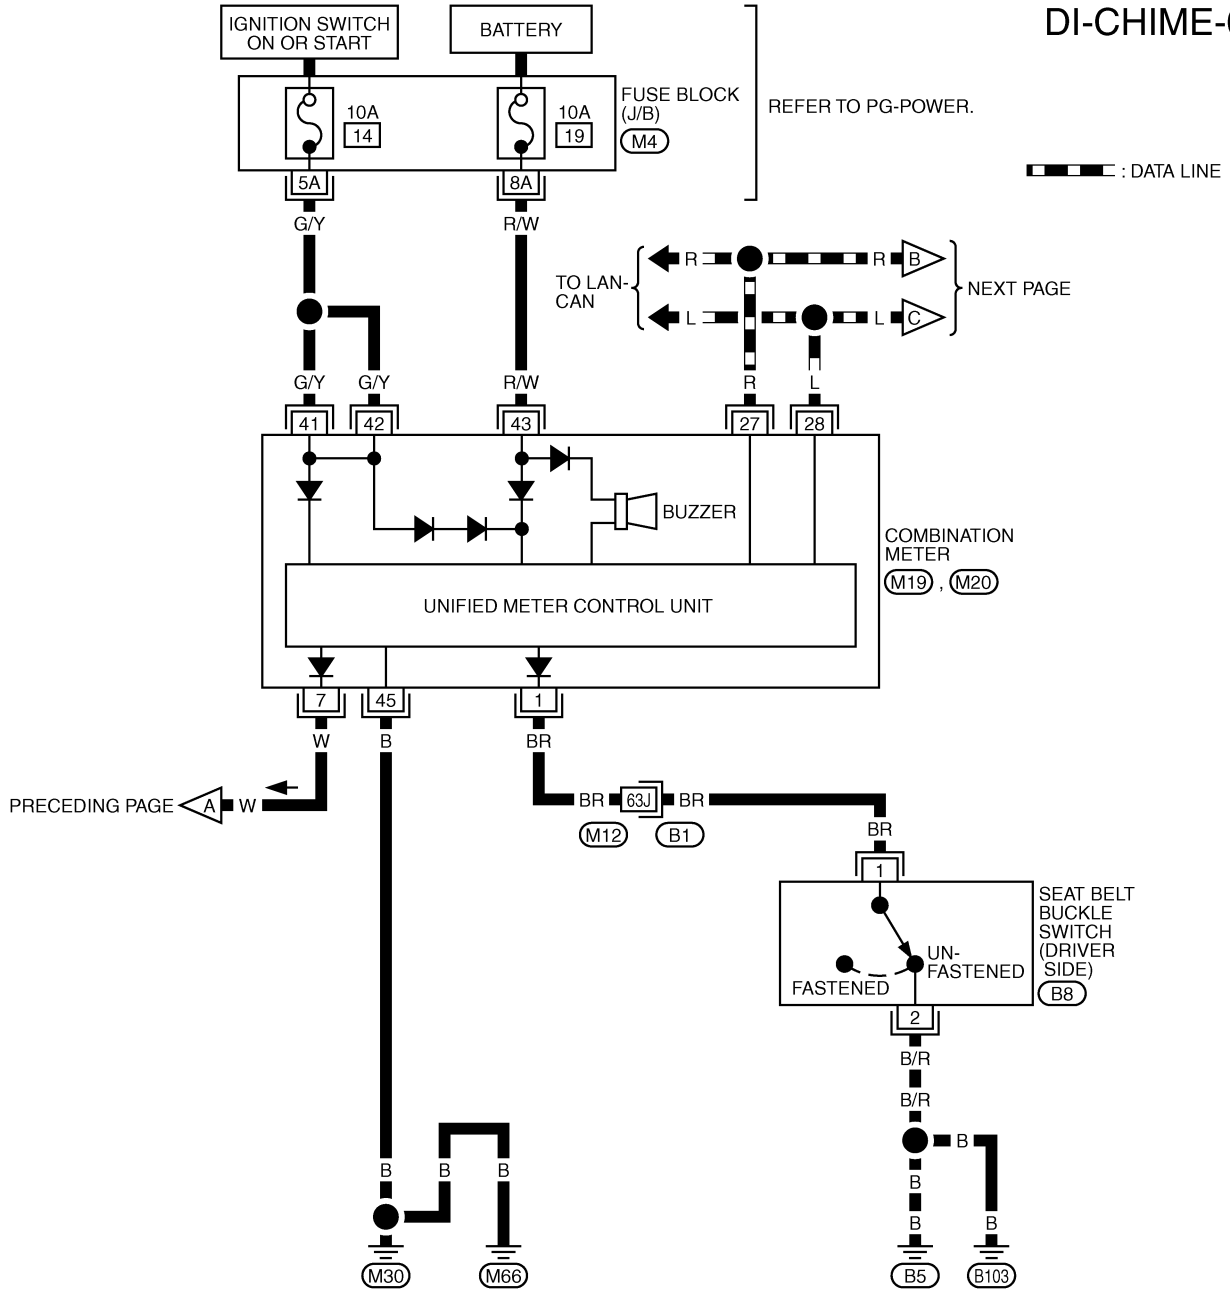 DI-CHIME-
IGNITION SWITCH
ON OR START
BATTERY
10A
14
10A
19
FUSE BLOCK
(J/B)
M4
REFER TO PG-POWER.
: DATA LINE
5A
8A
G/Y
R/W
TO LAN-
CAN
R
R
B
L
L
C
NEXT PAGE
G/Y
G/Y
R/W
R
L
41
42
43
27
28
BUZZER
COMBINATION
METER
M19 , M20
UNIFIED METER CONTROL UNIT
7
45
1
W
B
BR
PRECEDING PAGE
A
W
BR
63J
BR
M12
B1
BR
1
SEAT BELT
BUCKLE
SWITCH
(DRIVER
SIDE)
B8
UN-
FASTENED
FASTENED
2
B/R
B/R
B
B
B
B
B
B
B
M30
M66
B5
B103